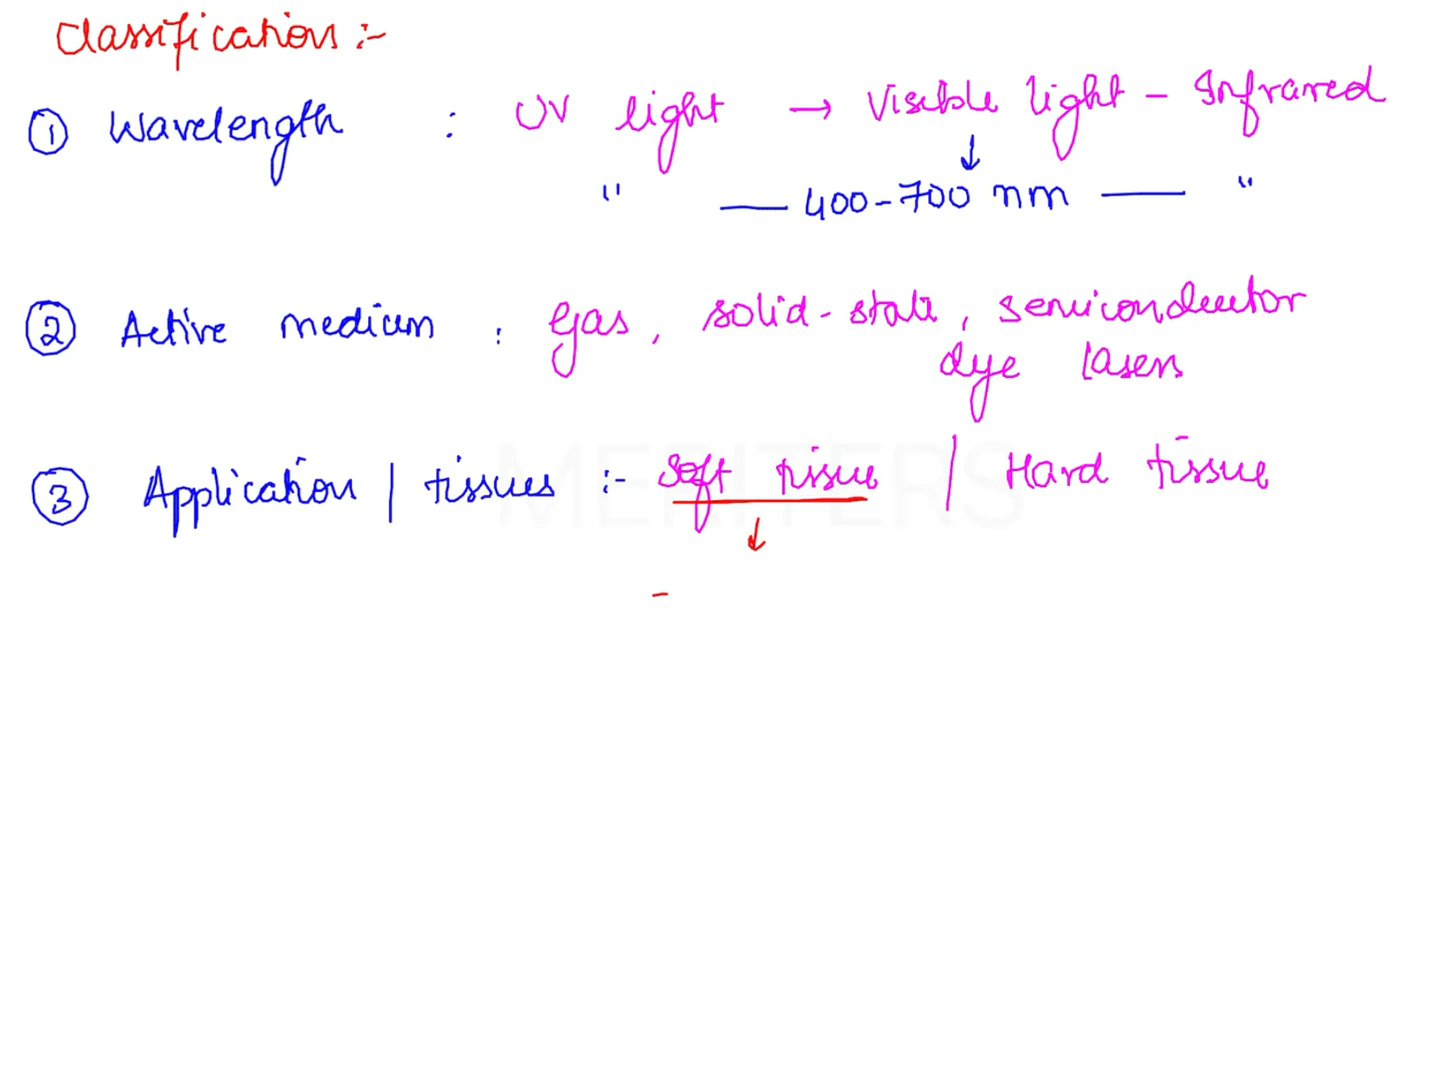 Classification :-
① Wavelength : UV light → Visible light - Infrared
↓
" — 400-700 nm — "
② Active medium : Gas, solid-state, semiconductor
dye lasers
③ Application / tissues :- Soft tissue / Hard tissue
↓
-
MERITERS